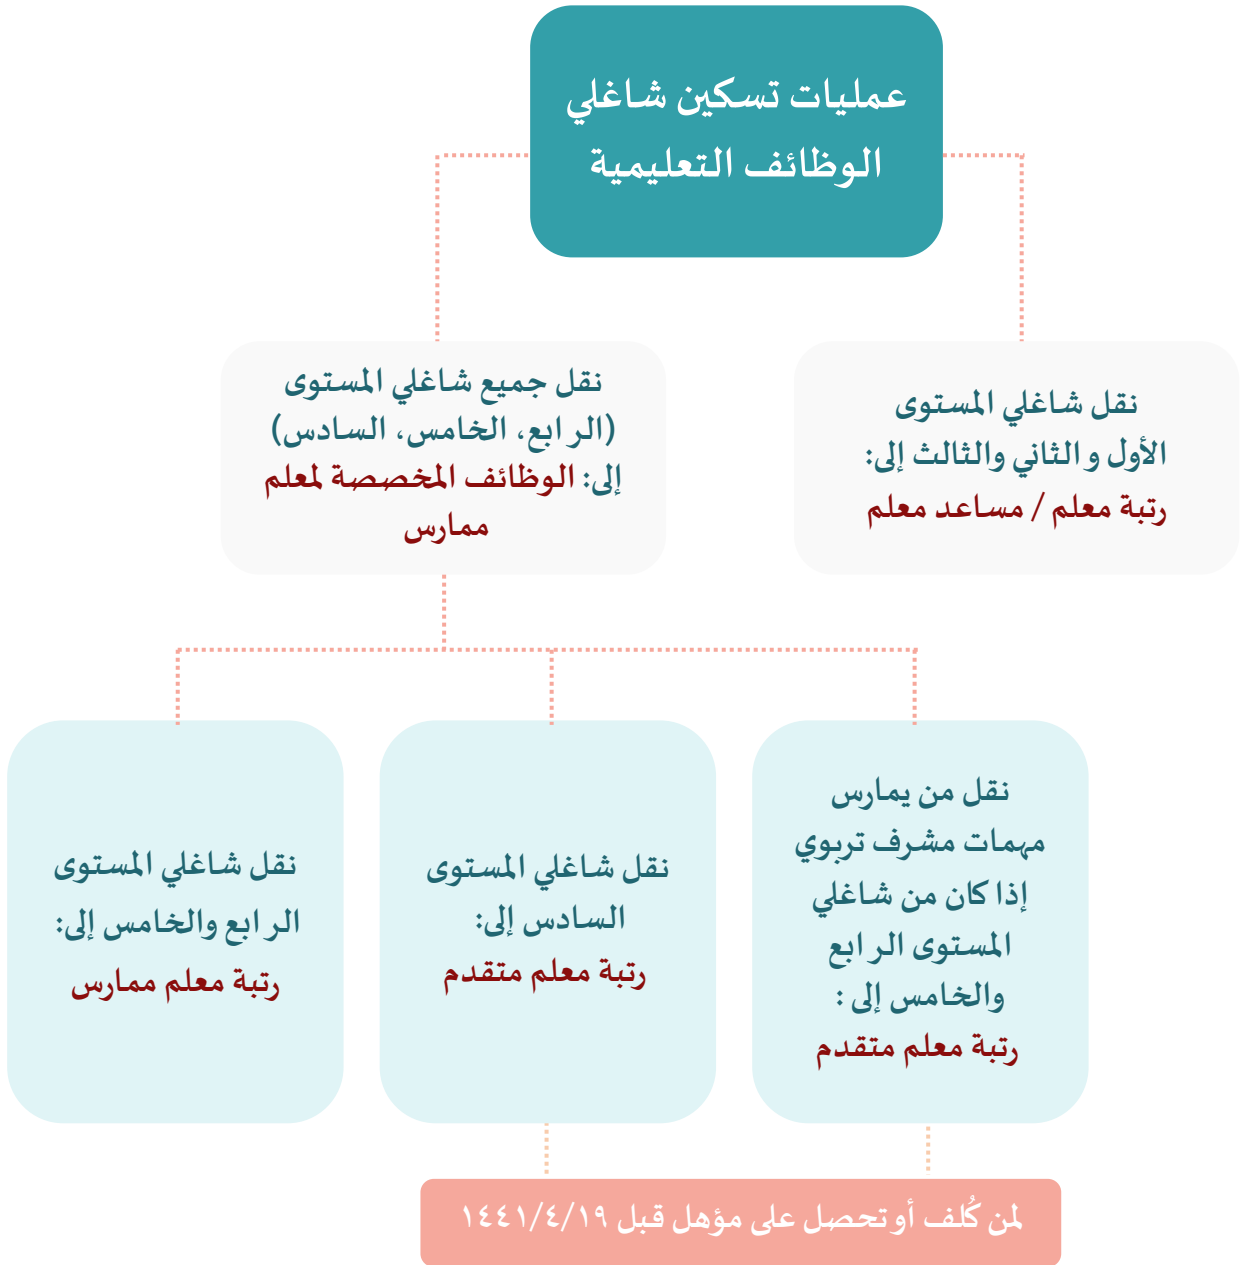 عمليات تسكين شاغلي
الوظائف التعليمية
نقل شاغلي المستوى
الأول والثاني والثالث إلى:
رتبة معلم / مساعد معلم
نقل جميع شاغلي المستوى
(الرابع، الخامس، السادس)
إلى: الوظائف المخصصة لمعلم
ممارس
نقل من يمارس
مهمات مشرف تربوي
إذا كان من شاغلي
المستوى الرابع
والخامس إلى :
رتبة معلم متقدم
نقل شاغلي المستوى
السادس إلى:
رتبة معلم متقدم
نقل شاغلي المستوى
الرابع والخامس إلى:
رتبة معلم ممارس
لمن كُلف أو تحصل على مؤهل قبل ١٤٤١/٤/١٩